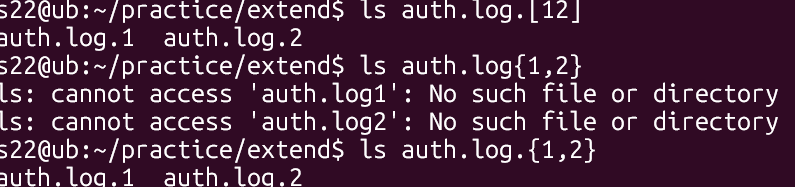 s22@ub:~/practice/extend$ ls auth.log.[12]
auth.log.1  auth.log.2
s22@ub:~/practice/extend$ ls auth.log{1,2}
ls: cannot access 'auth.log1': No such file or directory
ls: cannot access 'auth.log2': No such file or directory
s22@ub:~/practice/extend$ ls auth.log.{1,2}
auth.log.1  auth.log.2